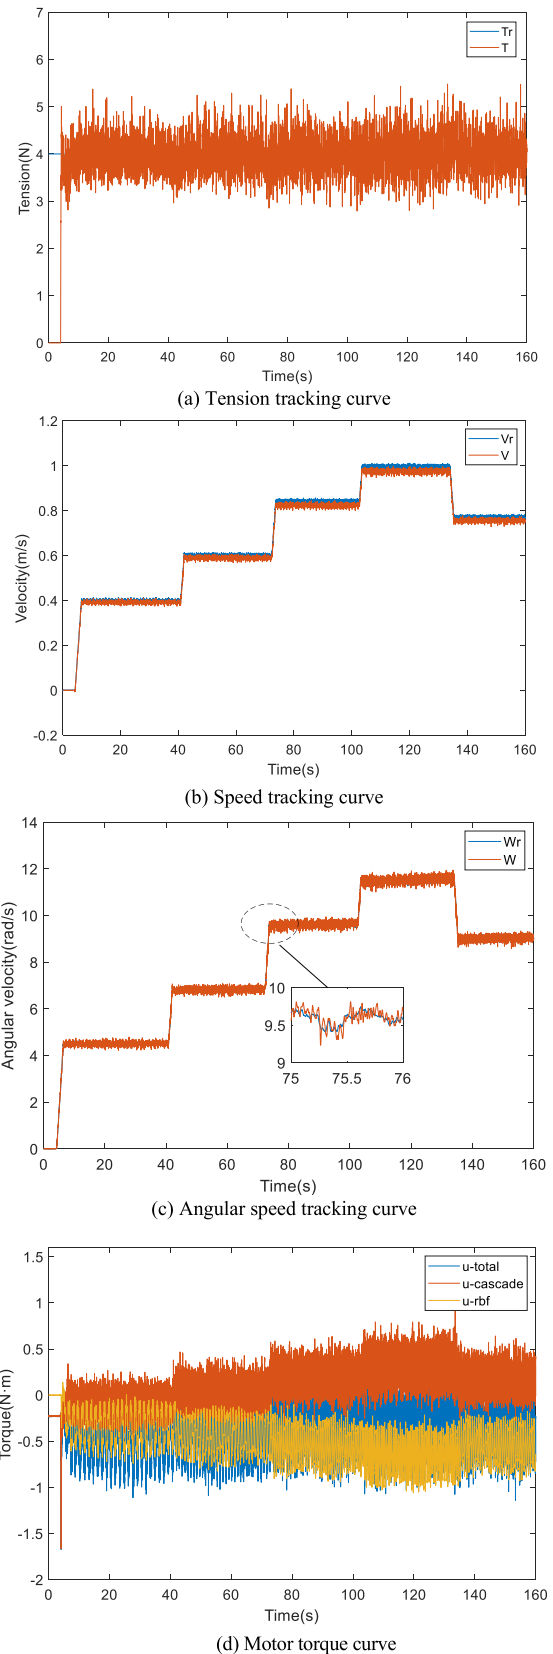 7
6
5
4
3
2
1
0
Tension(N)
Tr
T
0 20 40 60 80 100 120 140 160
Time(s)
(a) Tension tracking curve
1.2
1
0.8
0.6
0.4
0.2
0
-0.2
Velocity(m/s)
Vr
V
0 20 40 60 80 100 120 140 160
Time(s)
(b) Speed tracking curve
14
12
10
8
6
4
2
0
Angular velocity(rad/s)
Wr
W
10
9.5
9
75 75.5 76
0 20 40 60 80 100 120 140 160
Time(s)
(c) Angular speed tracking curve
1.5
1
0.5
0
-0.5
-1
-1.5
-2
Torque(N·m)
u-total
u-cascade
u-rbf
0 20 40 60 80 100 120 140 160
Time(s)
(d) Motor torque curve